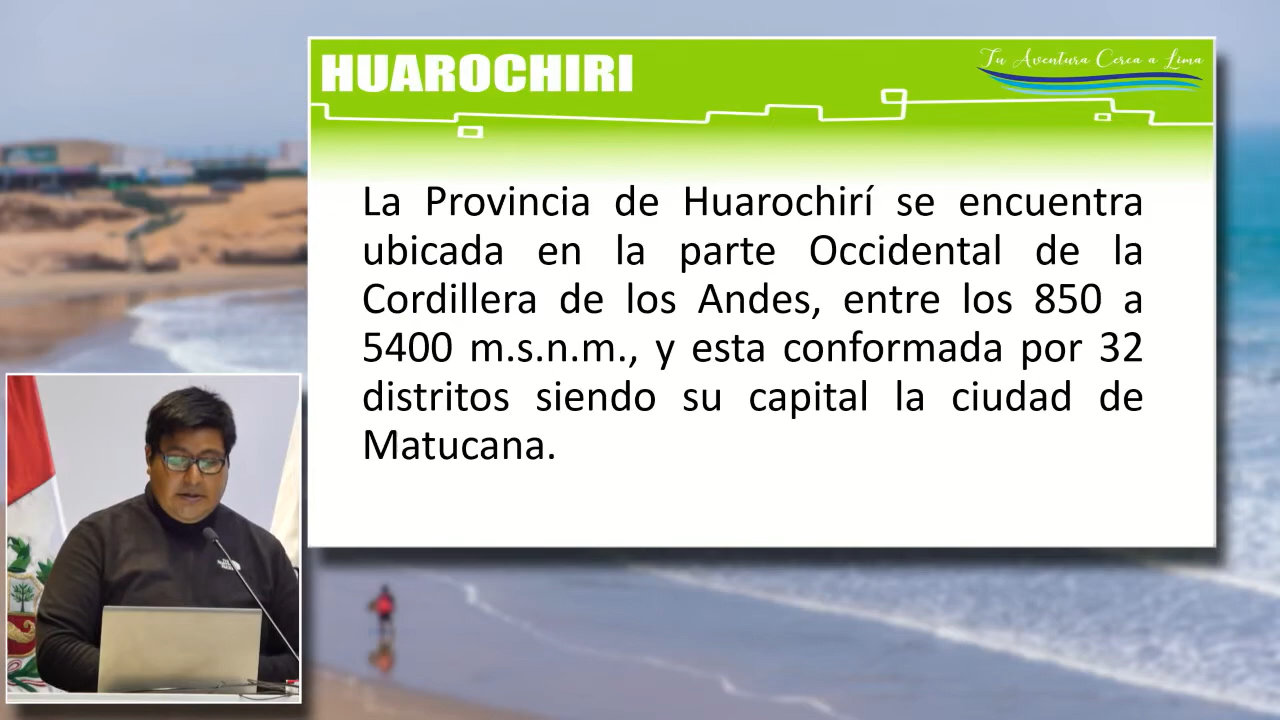 HUAROCHIRI
Tu Aventura Cerca a Lima
La Provincia de Huarochirí se encuentra
ubicada en la parte Occidental de la
Cordillera de los Andes, entre los 850 a
5400 m.s.n.m., y esta conformada por 32
distritos siendo su capital la ciudad de
Matucana.